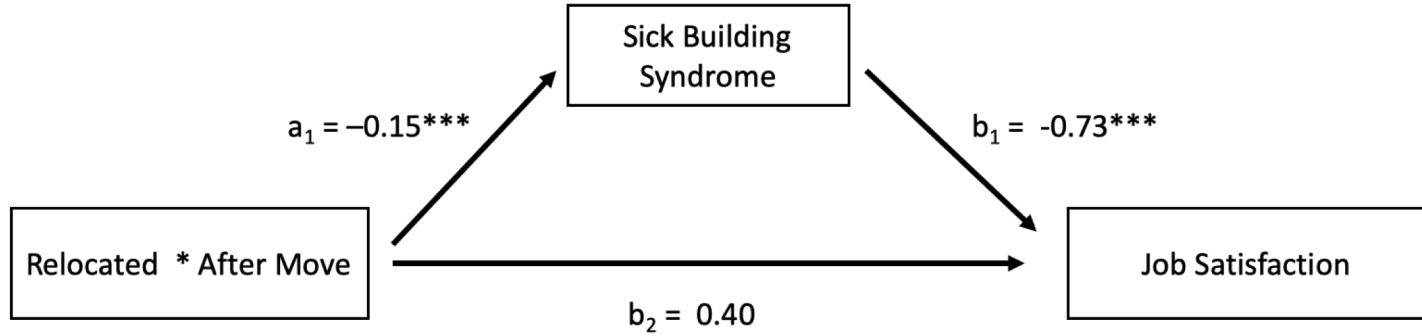 Sick Building
Syndrome
a₁ = –0.15***
b₁ = -0.73***
Relocated * After Move
Job Satisfaction
b₂ = 0.40